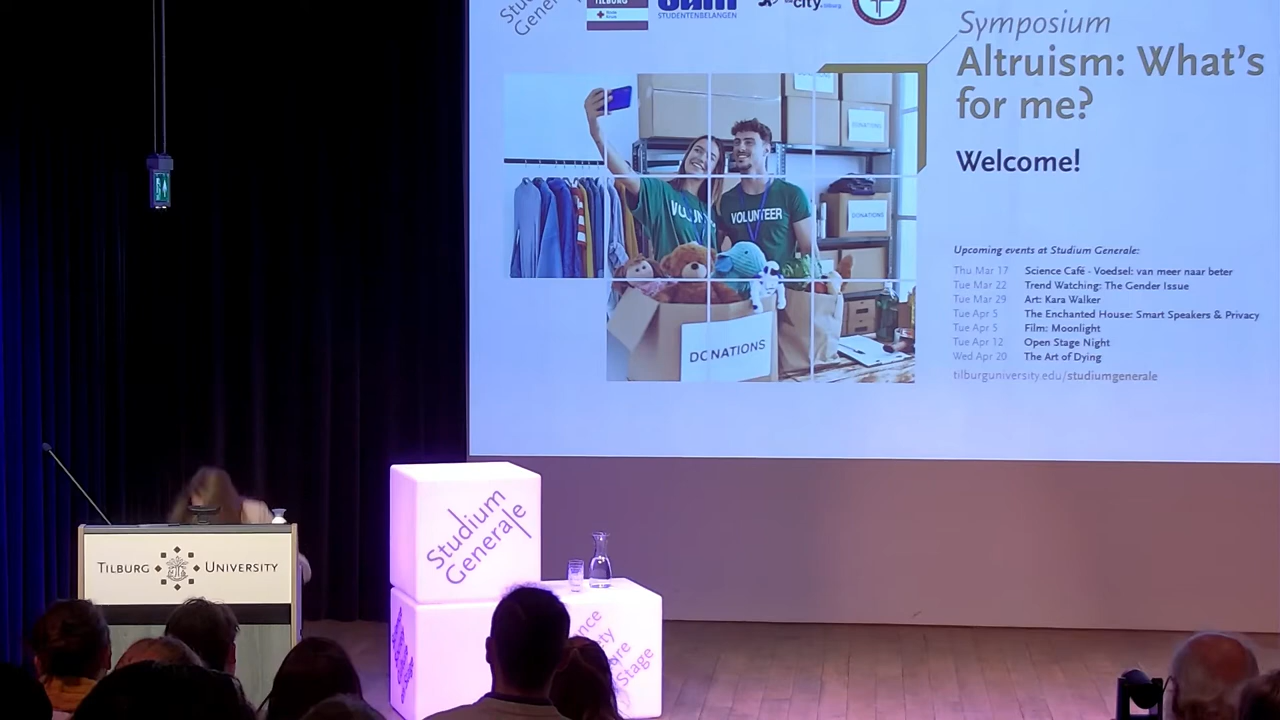 Studium
Generale
TILBURG
STUDENTENBELANGEN
city
Symposium
Altruism: What's
for me?
Welcome!
DONATIONS
VOLUNTEER
DONATIONS
DONATIONS
Upcoming events at Studium Generale:
Thu Mar 17 Science Café - Voedsel: van meer naar beter
Tue Mar 22 Trend Watching: The Gender Issue
Tue Mar 29 Art: Kara Walker
Tue Apr 5 The Enchanted House: Smart Speakers & Privacy
Tue Apr 5 Film: Moonlight
Tue Apr 12 Open Stage Night
Wed Apr 20 The Art of Dying
tilburguniversity.edu/studiumgenerale
Studium
Generale
TILBURG UNIVERSITY
Stage